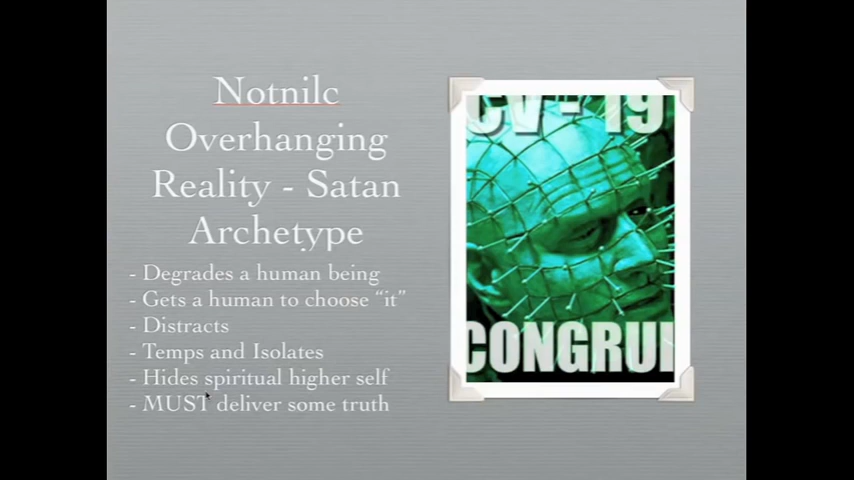 Notnilc
Overhanging
Reality - Satan
Archetype
- Degrades a human being
- Gets a human to choose “it”
- Distracts
- Temps and Isolates
- Hides spiritual higher self
- MUST deliver some truth
CV-19
CONGRUI